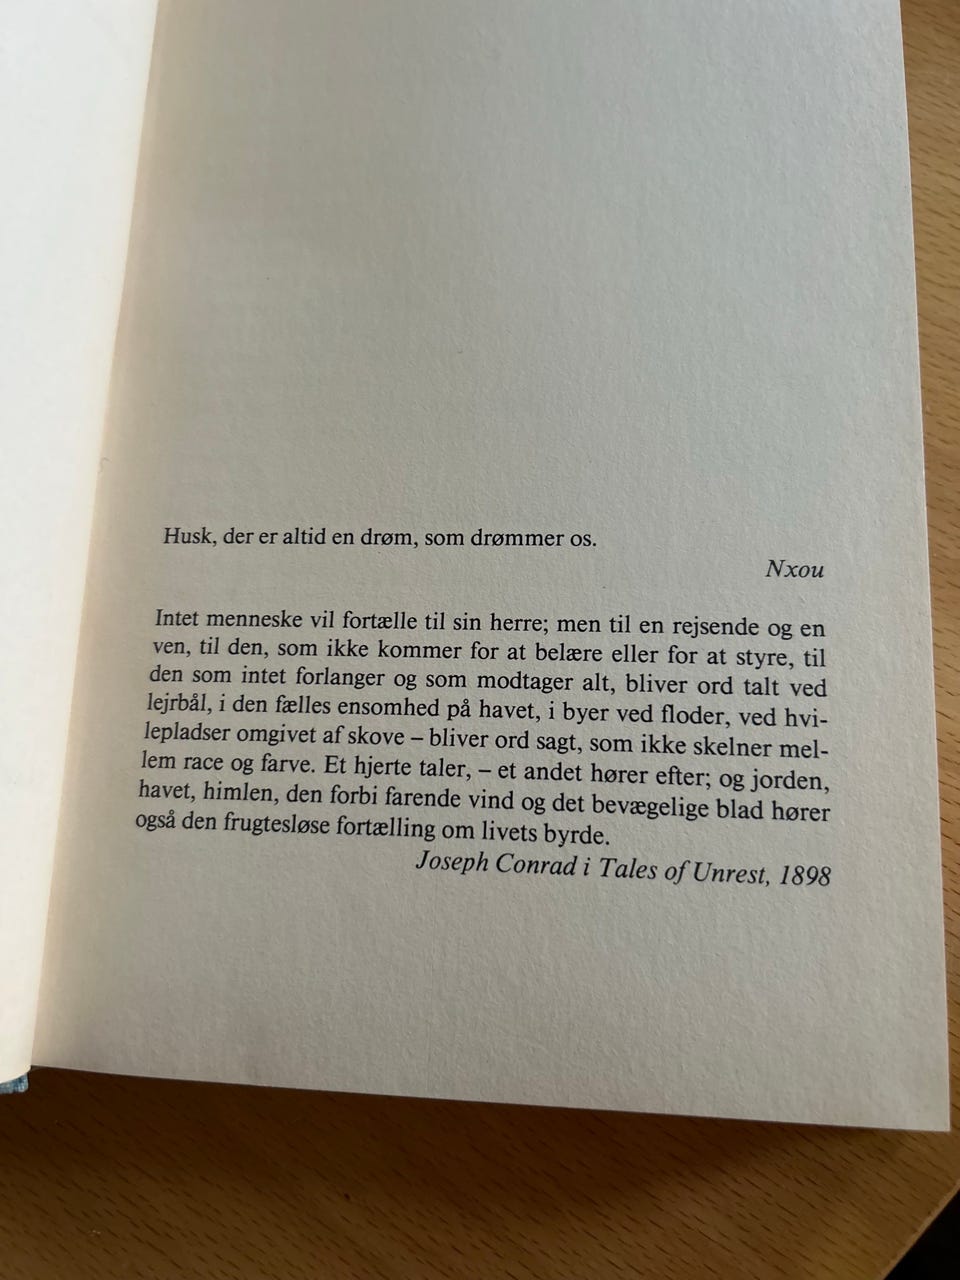 Husk, der er altid en drøm, som drømmer os.
Nxou
Intet menneske vil fortælle til sin herre; men til en rejsende og en
ven, til den, som ikke kommer for at belære eller for at styre, til
den som intet forlanger og som modtager alt, bliver ord talt ved
lejrbål, i den fælles ensomhed på havet, i byer ved floder, ved hvi-
lepladser omgivet af skove – bliver ord sagt, som ikke skelner mel-
lem race og farve. Et hjerte taler, – et andet hører efter; og jorden,
havet, himlen, den forbi farende vind og det bevægelige blad hører
også den frugtesløse fortælling om livets byrde.
Joseph Conrad i Tales of Unrest, 1898